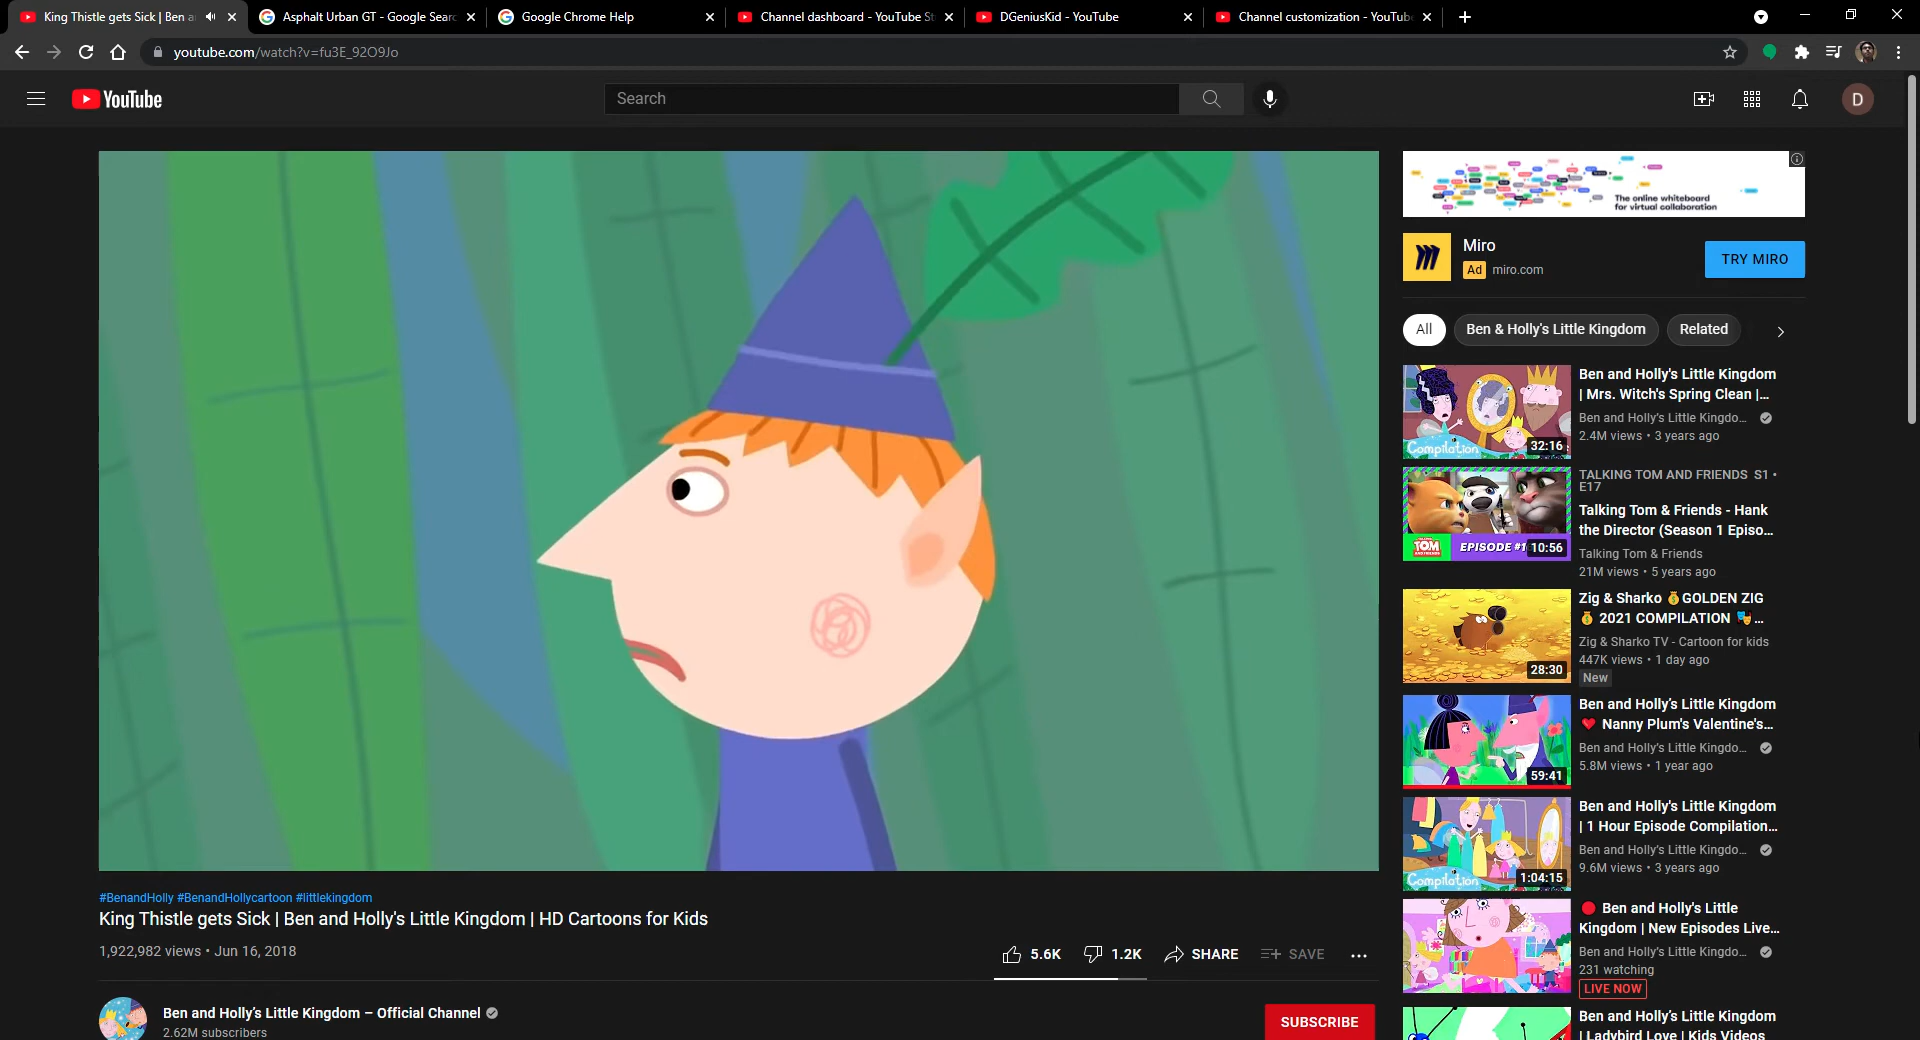 King Thistle gets Sick | Ben a
Asphalt Urban GT - Google Searc
Google Chrome Help
Channel dashboard - YouTube St
DGeniusKid - YouTube
Channel customization - YouTub
youtube.com/watch?v=fu3E_92O9Jo
YouTube
Search
D
The online whiteboard
for virtual collaboration
Miro
Ad miro.com
TRY MIRO
All
Ben & Holly's Little Kingdom
Related
Compilation
32:16
Ben and Holly's Little Kingdom
| Mrs. Witch's Spring Clean |...
Ben and Holly's Little Kingdo...
2.4M views • 3 years ago
TALKING TOM
EPISODE #1
10:56
TALKING TOM AND FRIENDS S1 •
E17
Talking Tom & Friends - Hank
the Director (Season 1 Episo...
Talking Tom & Friends
21M views • 5 years ago
28:30
Zig & Sharko 💰GOLDEN ZIG
💰 2021 COMPILATION 🎭...
Zig & Sharko TV - Cartoon for kids
447K views • 1 day ago
New
59:41
Ben and Holly's Little Kingdom
❤️ Nanny Plum's Valentine's...
Ben and Holly's Little Kingdo...
5.8M views • 1 year ago
Compilation
1:04:15
Ben and Holly's Little Kingdom
| 1 Hour Episode Compilation...
Ben and Holly's Little Kingdo...
9.6M views • 3 years ago
🔴 Ben and Holly's Little
Kingdom | New Episodes Live...
Ben and Holly's Little Kingdo...
231 watching
LIVE NOW
Ben and Holly's Little Kingdom
| Ladybird Love | Kids Videos
#BenandHolly #BenandHollycartoon #littlekingdom
King Thistle gets Sick | Ben and Holly's Little Kingdom | HD Cartoons for Kids
1,922,982 views • Jun 16, 2018
5.6K
1.2K
SHARE
SAVE
Ben and Holly's Little Kingdom – Official Channel
2.62M subscribers
SUBSCRIBE